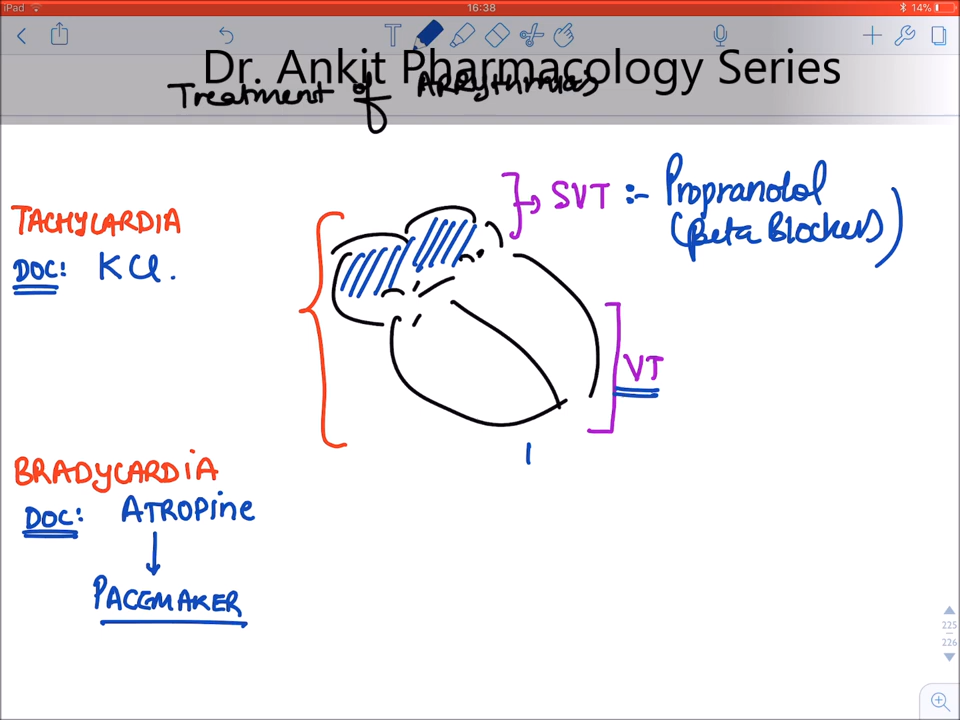 iPad 16:38 14%
Dr. Ankit Pharmacology Series
Treatment of ARRythmias
SVT :- Propranolol
(Beta Blockers)
TACHYCARDIA
DOC: KCl.
VT
BRADYCARDIA
DOC: ATROPine
PACEMAKER
225
226